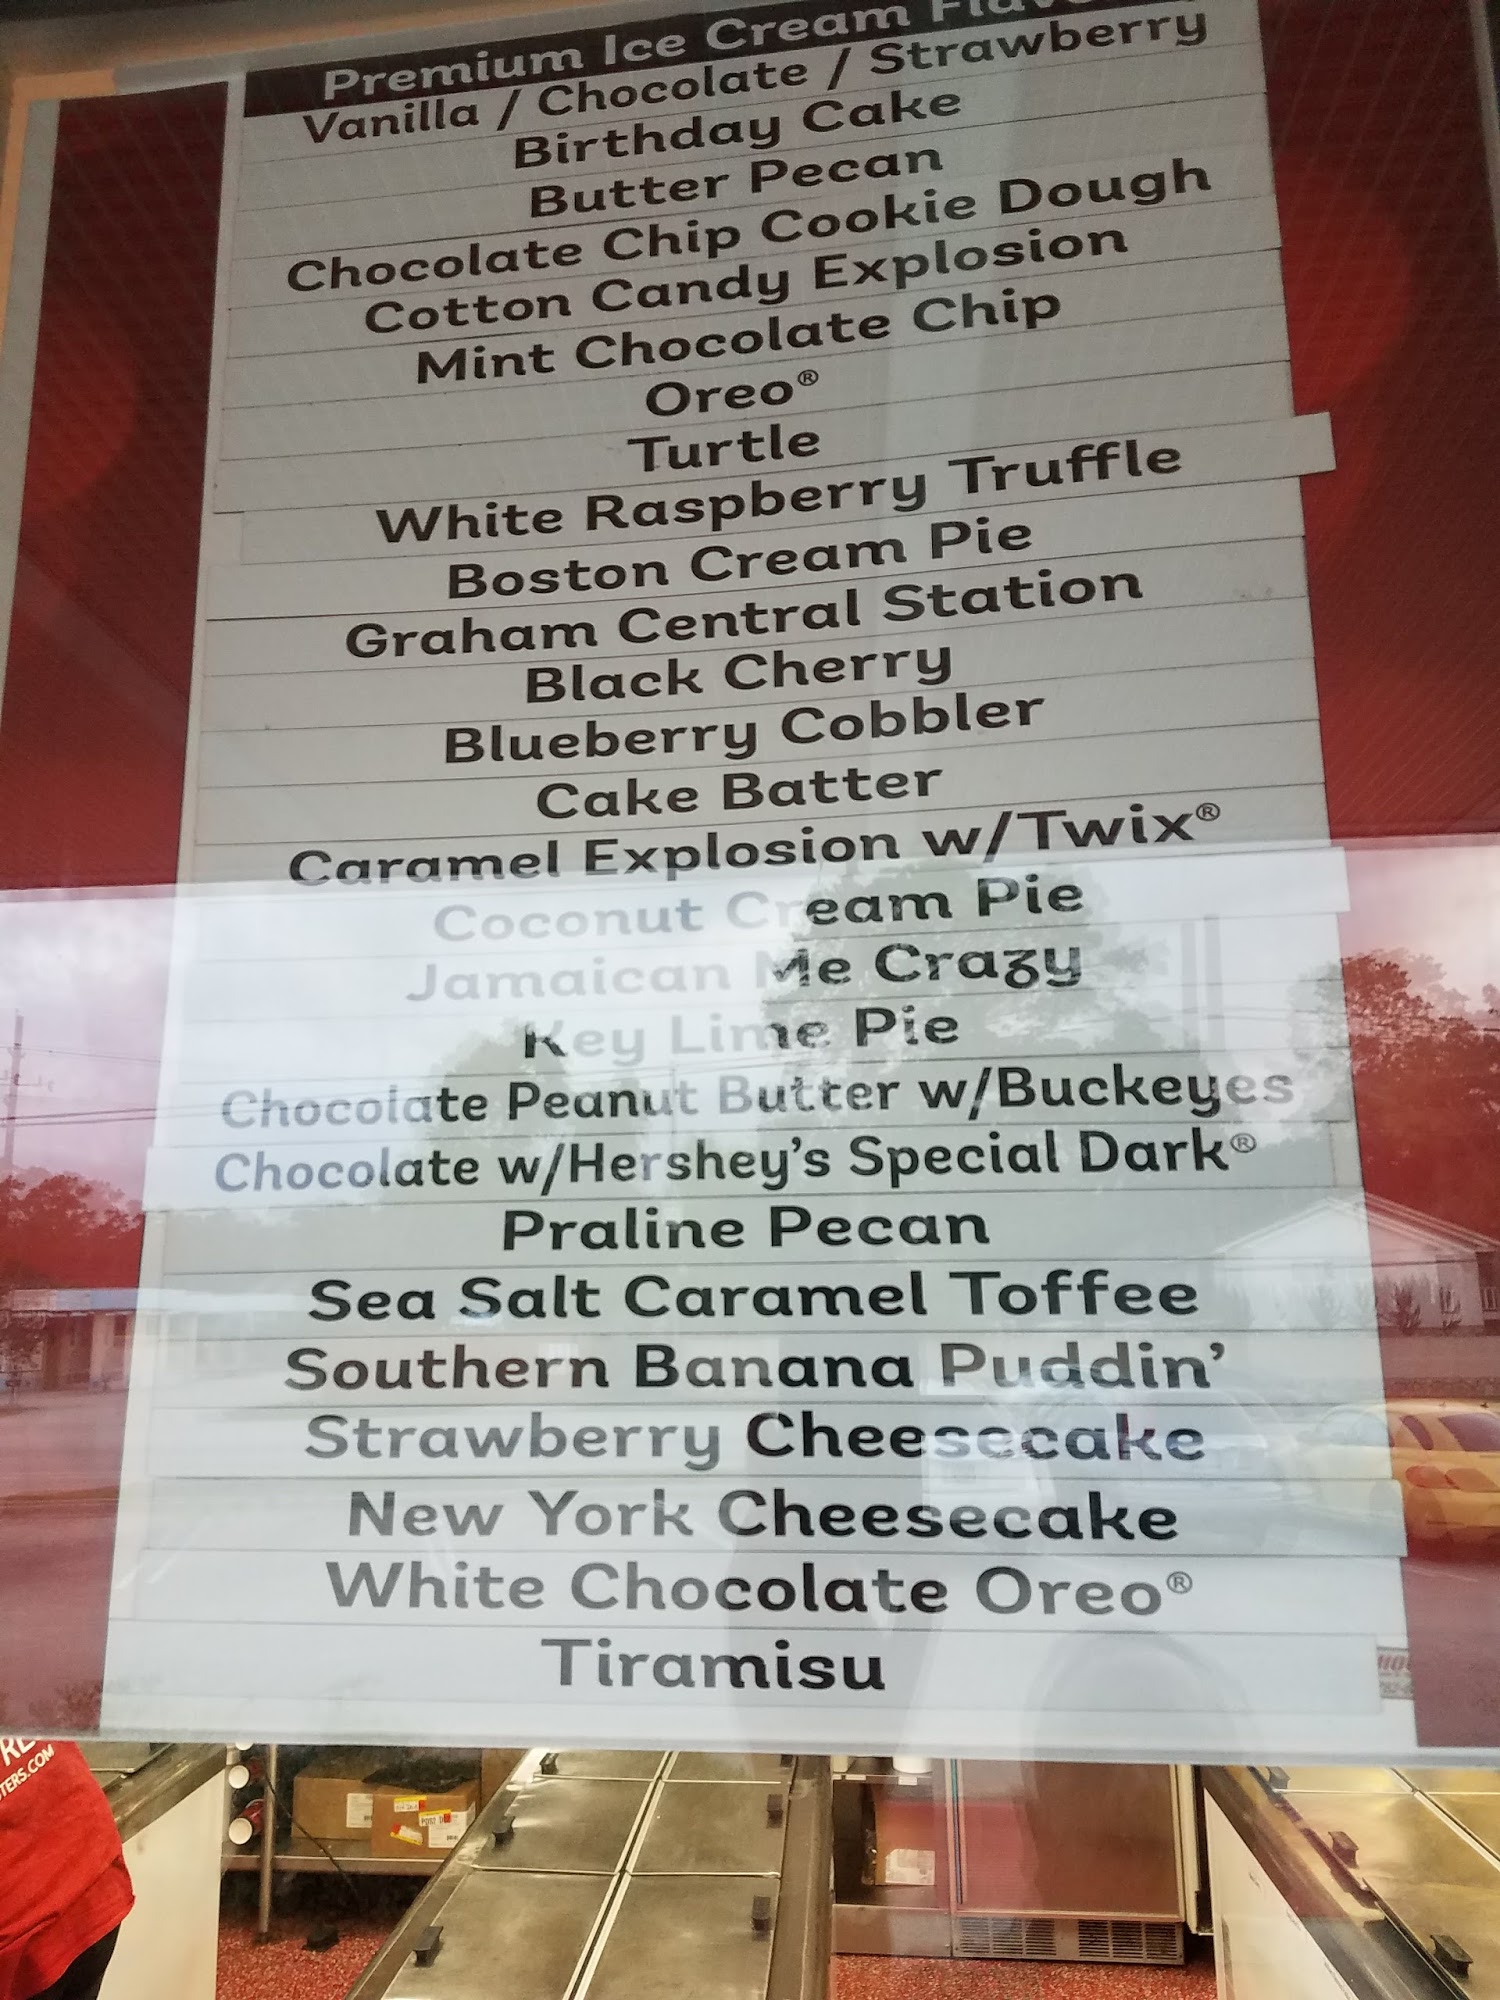 Premium Ice Cream
Vanilla / Chocolate / Strawberry
Birthday Cake
Butter Pecan
Chocolate Chip Cookie Dough
Cotton Candy Explosion
Mint Chocolate Chip
Oreo®
Turtle
White Raspberry Truffle
Boston Cream Pie
Graham Central Station
Black Cherry
Blueberry Cobbler
Cake Batter
Caramel Explosion w/Twix®
Coconut Cream Pie
Jamaican Me Crazy
Key Lime Pie
Chocolate Peanut Butter w/Buckeyes
Chocolate w/Hershey's Special Dark®
Praline Pecan
Sea Salt Caramel Toffee
Southern Banana Puddin'
Strawberry Cheesecake
New York Cheesecake
White Chocolate Oreo®
Tiramisu